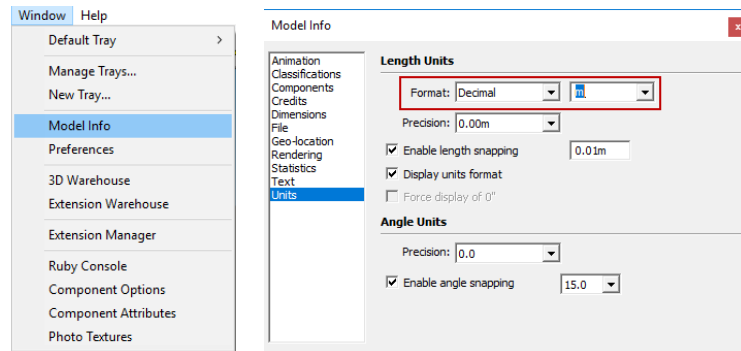 Window Help
Default Tray >
Manage Trays...
New Tray...
Model Info
Preferences
3D Warehouse
Extension Warehouse
Extension Manager
Ruby Console
Component Options
Component Attributes
Photo Textures
Model Info
x
Animation
Classifications
Components
Credits
Dimensions
File
Geo-location
Rendering
Statistics
Text
Units
Length Units
Format: Decimal m
Precision: 0.00m
Enable length snapping 0.01m
Display units format
Force display of 0"
Angle Units
Precision: 0.0
Enable angle snapping 15.0